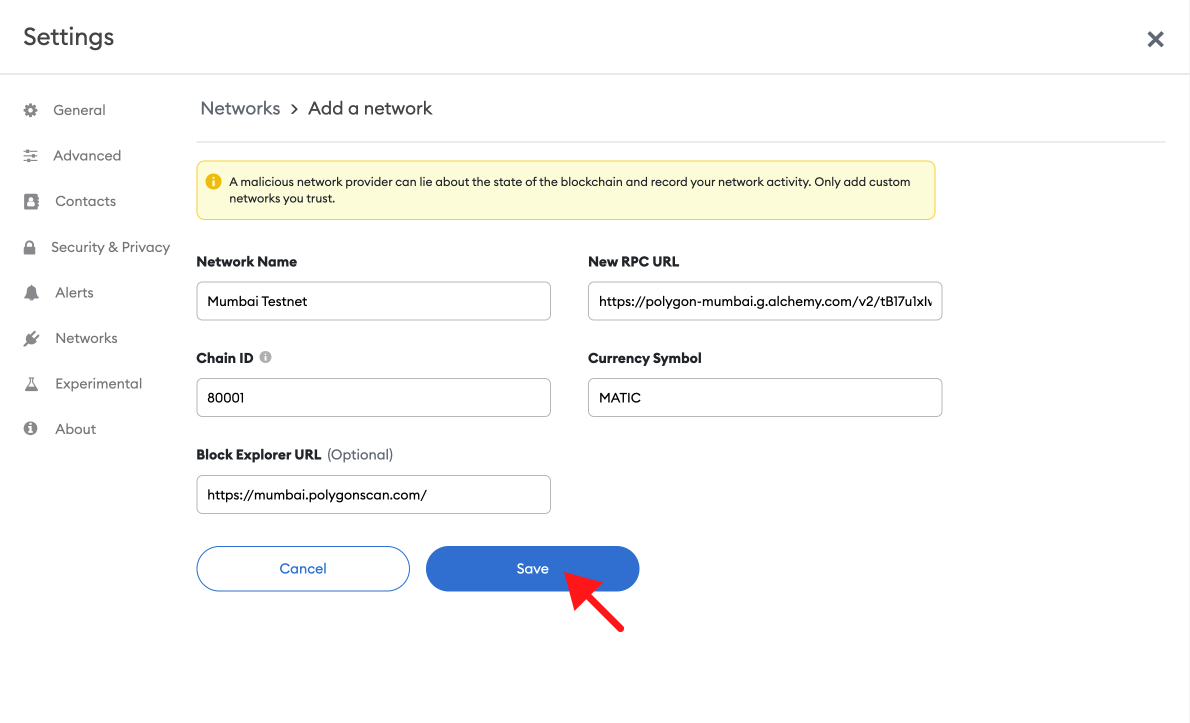 Settings
General
Advanced
Contacts
Security & Privacy
Alerts
Networks
Experimental
About
Networks > Add a network
A malicious network provider can lie about the state of the blockchain and record your network activity. Only add custom
networks you trust.
Network Name
Mumbai Testnet
New RPC URL
https://polygon-mumbai.g.alchemy.com/v2/tB17u1xlv
Chain ID
80001
Currency Symbol
MATIC
Block Explorer URL (Optional)
https://mumbai.polygonscan.com/
Cancel
Save